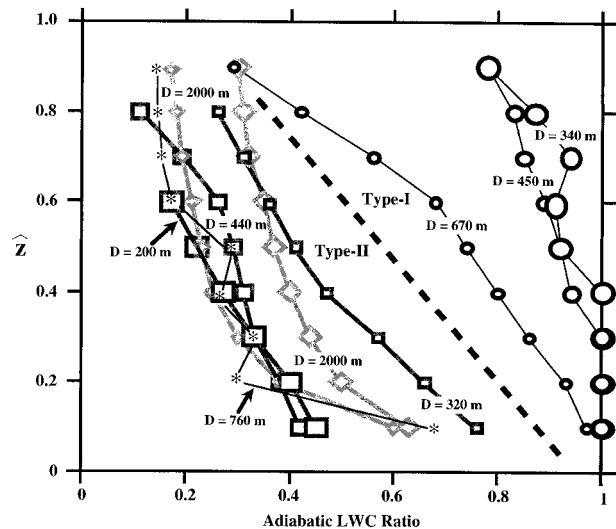 1.0
0.8
0.6
0.4
0.2
0
ẑ
D = 2000 m
D = 340 m
D = 450 m
Type-I
D = 670 m
D = 440 m
Type-II
D = 200 m
D = 2000 m
D = 320 m
D = 760 m
0
0.2
0.4
0.6
0.8
1
Adiabatic LWC Ratio